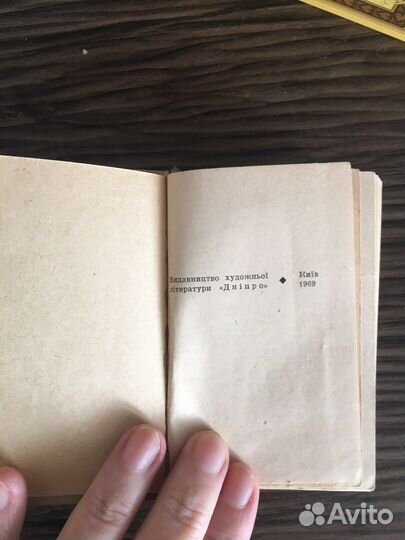 Видавництво художньої
літератури «Дніпро»
◆
Київ
1969
Avito